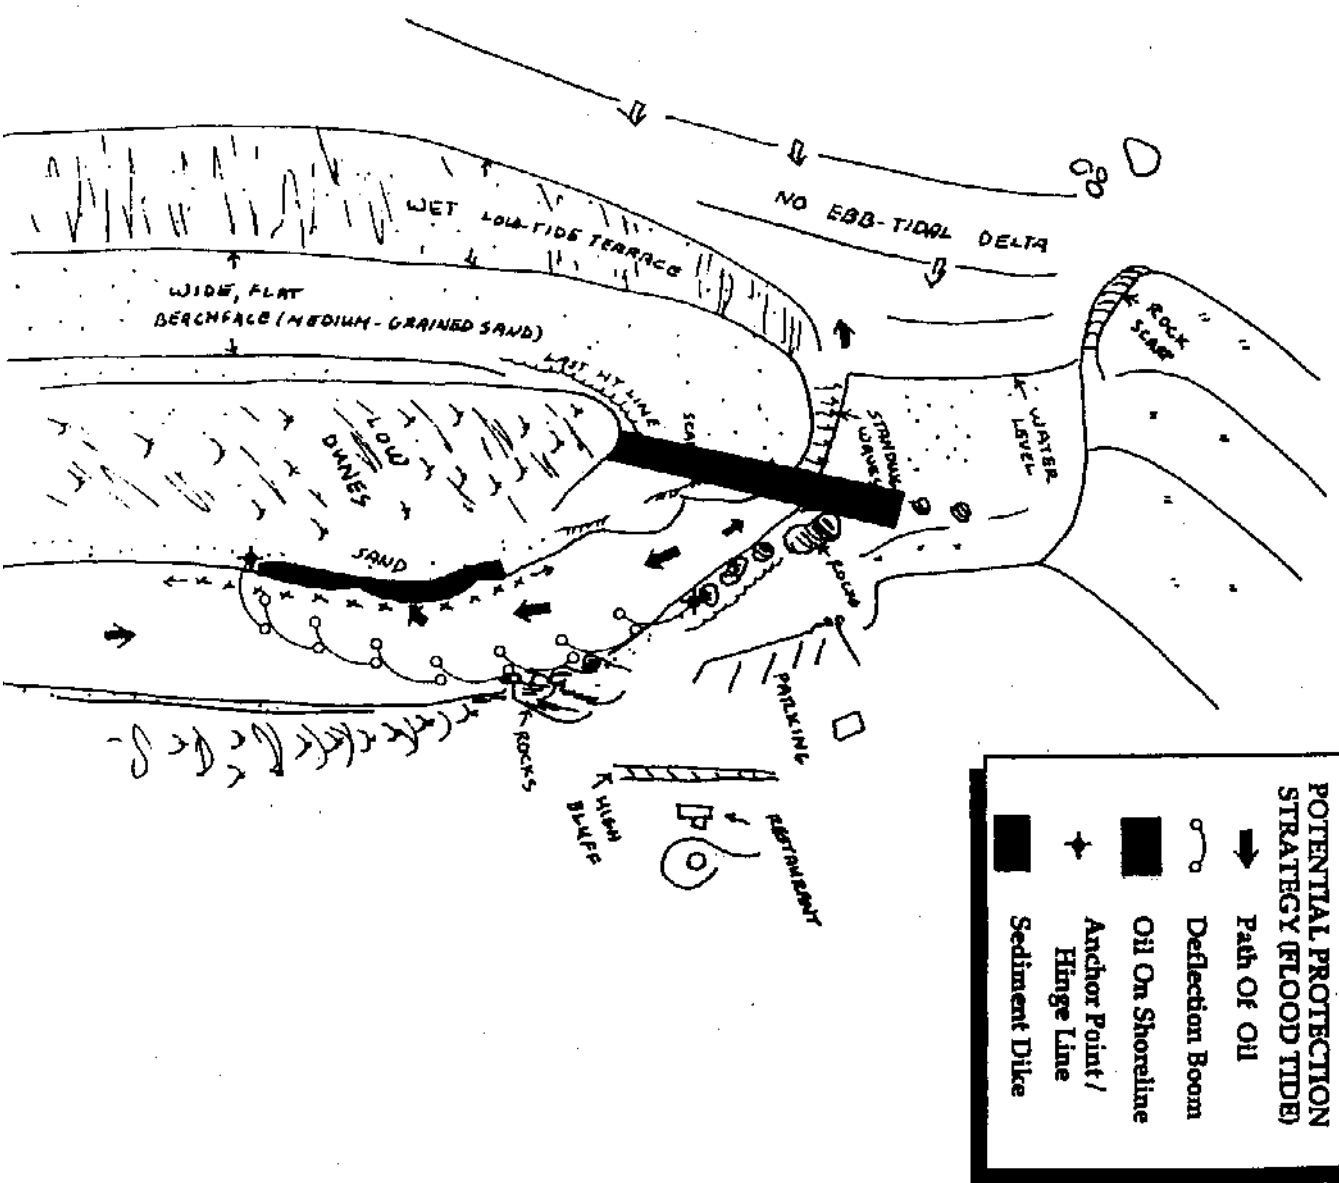 NO EBB-TIDAL DELTA
WET LOW-TIDE TERRACE
WIDE, FLAT
BEACHFACE (MEDIUM-GRAINED SAND)
ROCK
SCARP
LAST HT LINE
STANDING
WAVES
WATER
LEVEL
LOW
DUNES
SAND
ROCKS
PARKING
ROCKS
HIGH
BLUFF
RESTAURANT
POTENTIAL PROTECTION
STRATEGY (FLOOD TIDE)
Path Of Oil
Deflection Boom
Oil On Shoreline
Anchor Point/
Hinge Line
Sediment Dike